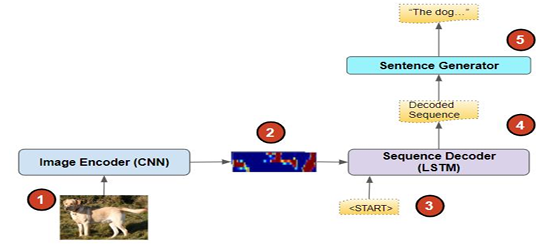 “The dog…”
5
Sentence Generator
Decoded
Sequence
4
2
Image Encoder (CNN)
Sequence Decoder
(LSTM)
1
<START>
3